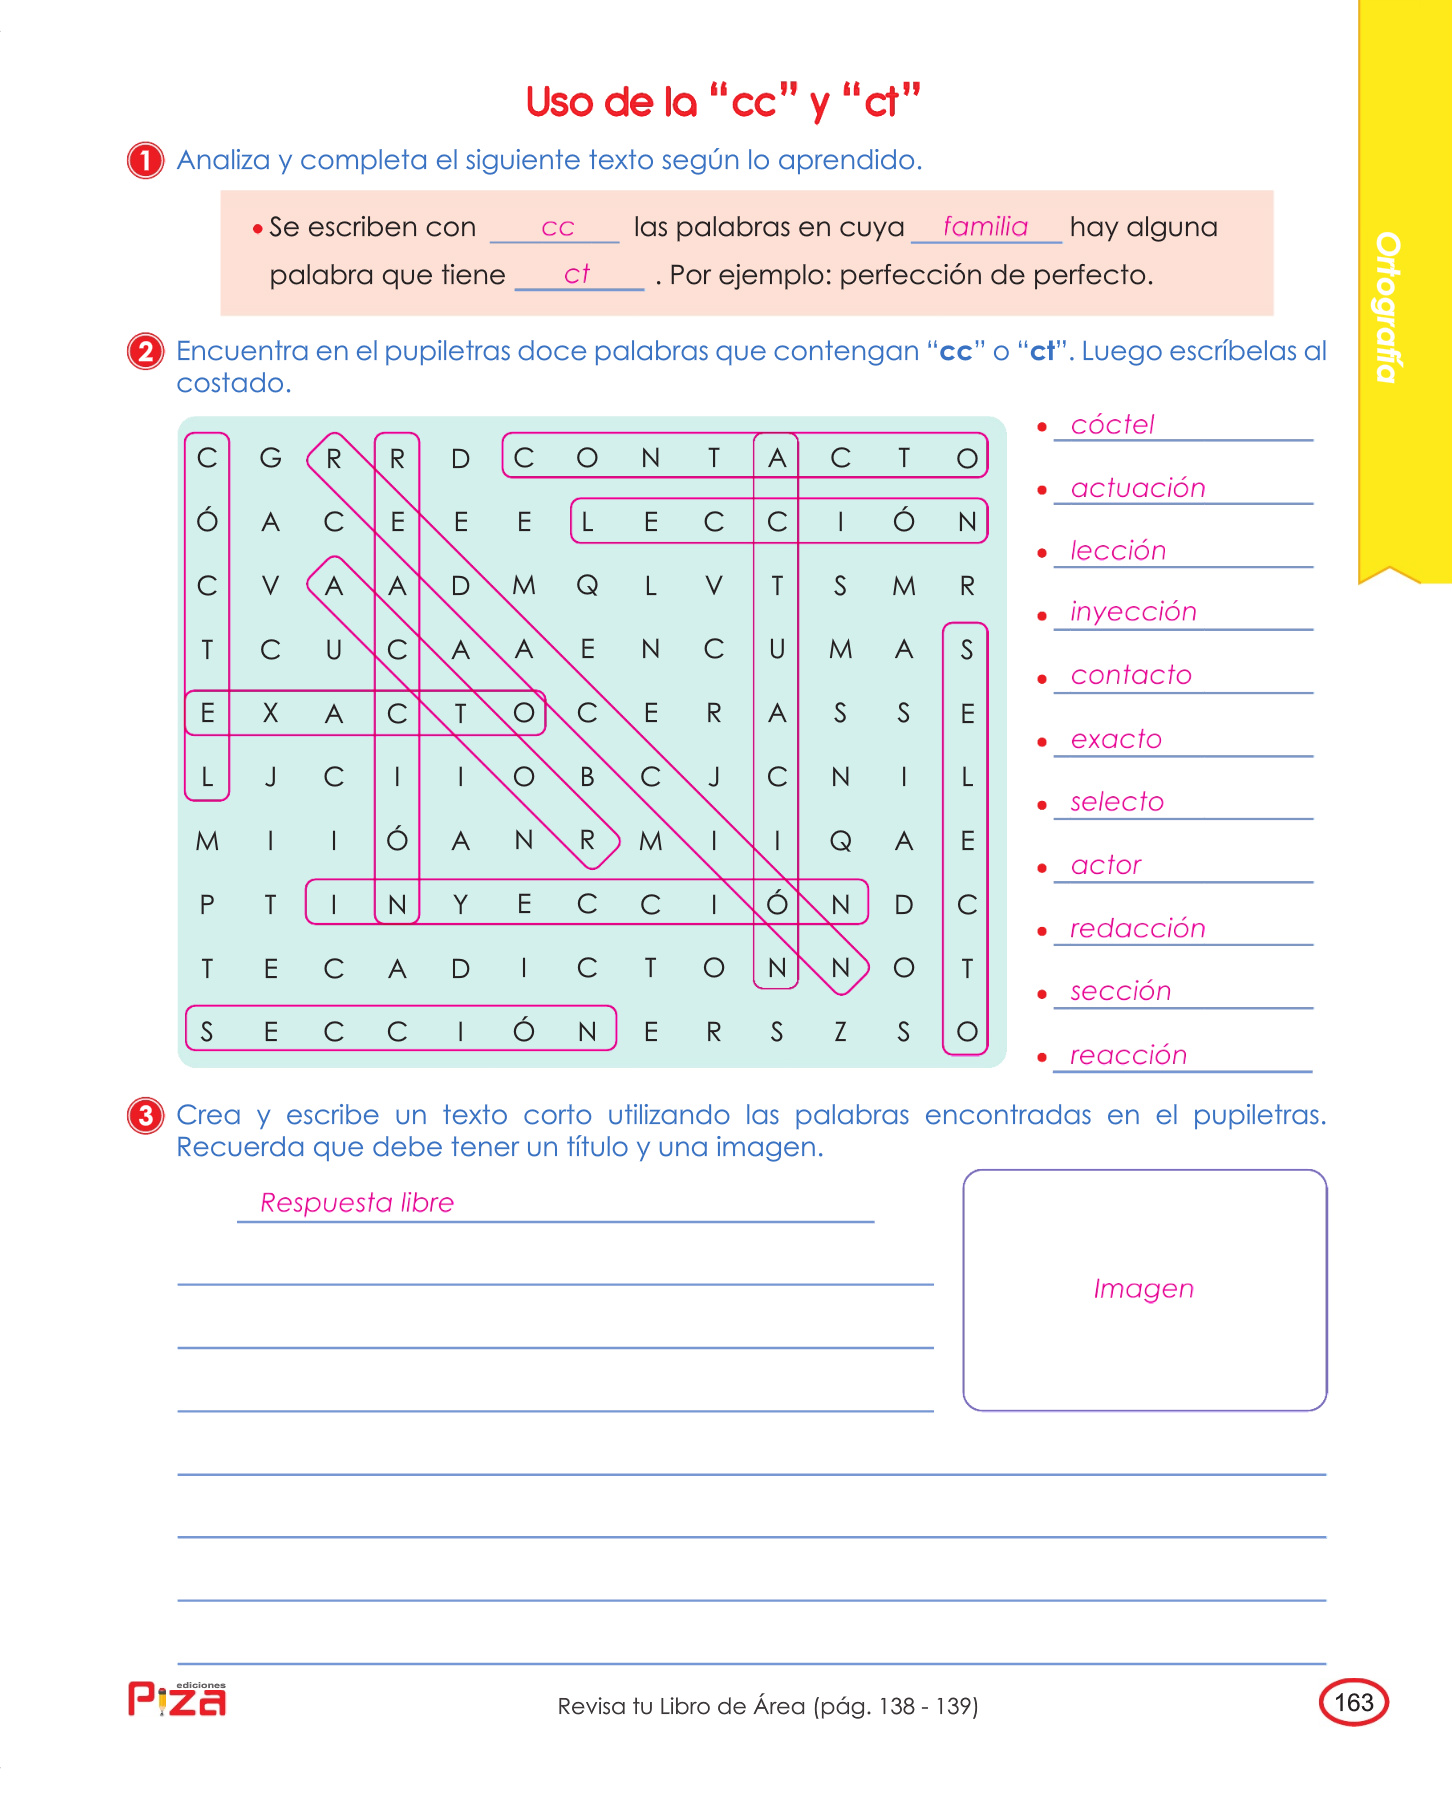 Uso de la “cc” y “ct”
1 Analiza y completa el siguiente texto según lo aprendido.
• Se escriben con cc las palabras en cuya familia hay alguna
palabra que tiene ct . Por ejemplo: perfección de perfecto.
Ortografía
2 Encuentra en el pupiletras doce palabras que contengan “cc” o “ct”. Luego escríbelas al
costado.
C G R R D C O N T A C T O
Ó A C E E E L E C C I Ó N
C V A A D M Q L V T S M R
T C U C A A E N C U M A S
E X A C T O C E R A S S E
L J C I I O B C J C N I L
M I I Ó A N R M I I Q A E
P T I N Y E C C I Ó N D C
T E C A D I C T O N N O T
S E C C I Ó N E R S Z S O
• cóctel
• actuación
• lección
• inyección
• contacto
• exacto
• selecto
• actor
• redacción
• sección
• reacción
3 Crea y escribe un texto corto utilizando las palabras encontradas en el pupiletras.
Recuerda que debe tener un título y una imagen.
Respuesta libre
Imagen
ediciones
Piza
Revisa tu Libro de Área (pág. 138 - 139)
163